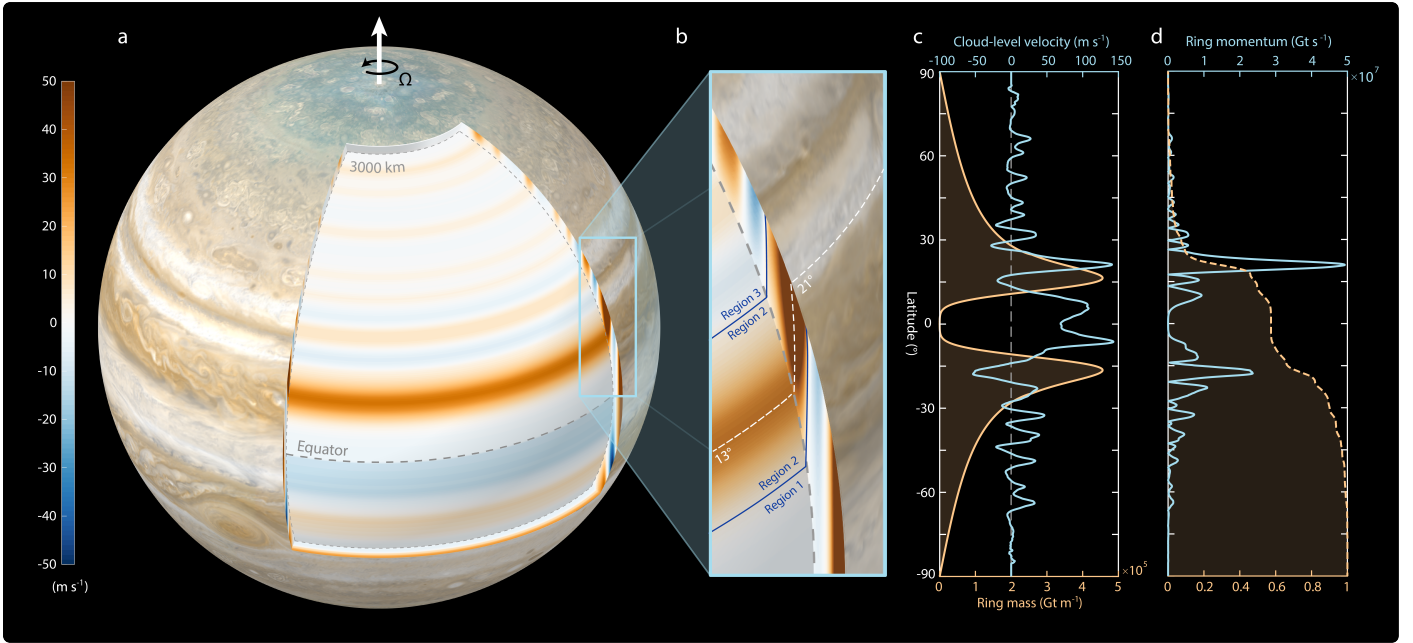 a
b
c
d
Ω
50
40
30
20
10
0
-10
-20
-30
-40
-50
(m s⁻¹)
3000 km
Equator
21°
Region 3
Region 2
13°
Region 2
Region 1
Cloud-level velocity (m s⁻¹)
-100 -50 0 50 100 150
90
60
30
0
-30
-60
-90
Latitude (°)
0 1 2 3 4 5
×10⁵
Ring mass (Gt m⁻¹)
Ring momentum (Gt s⁻¹)
0 1 2 3 4 5
×10⁷
0 0.2 0.4 0.6 0.8 1